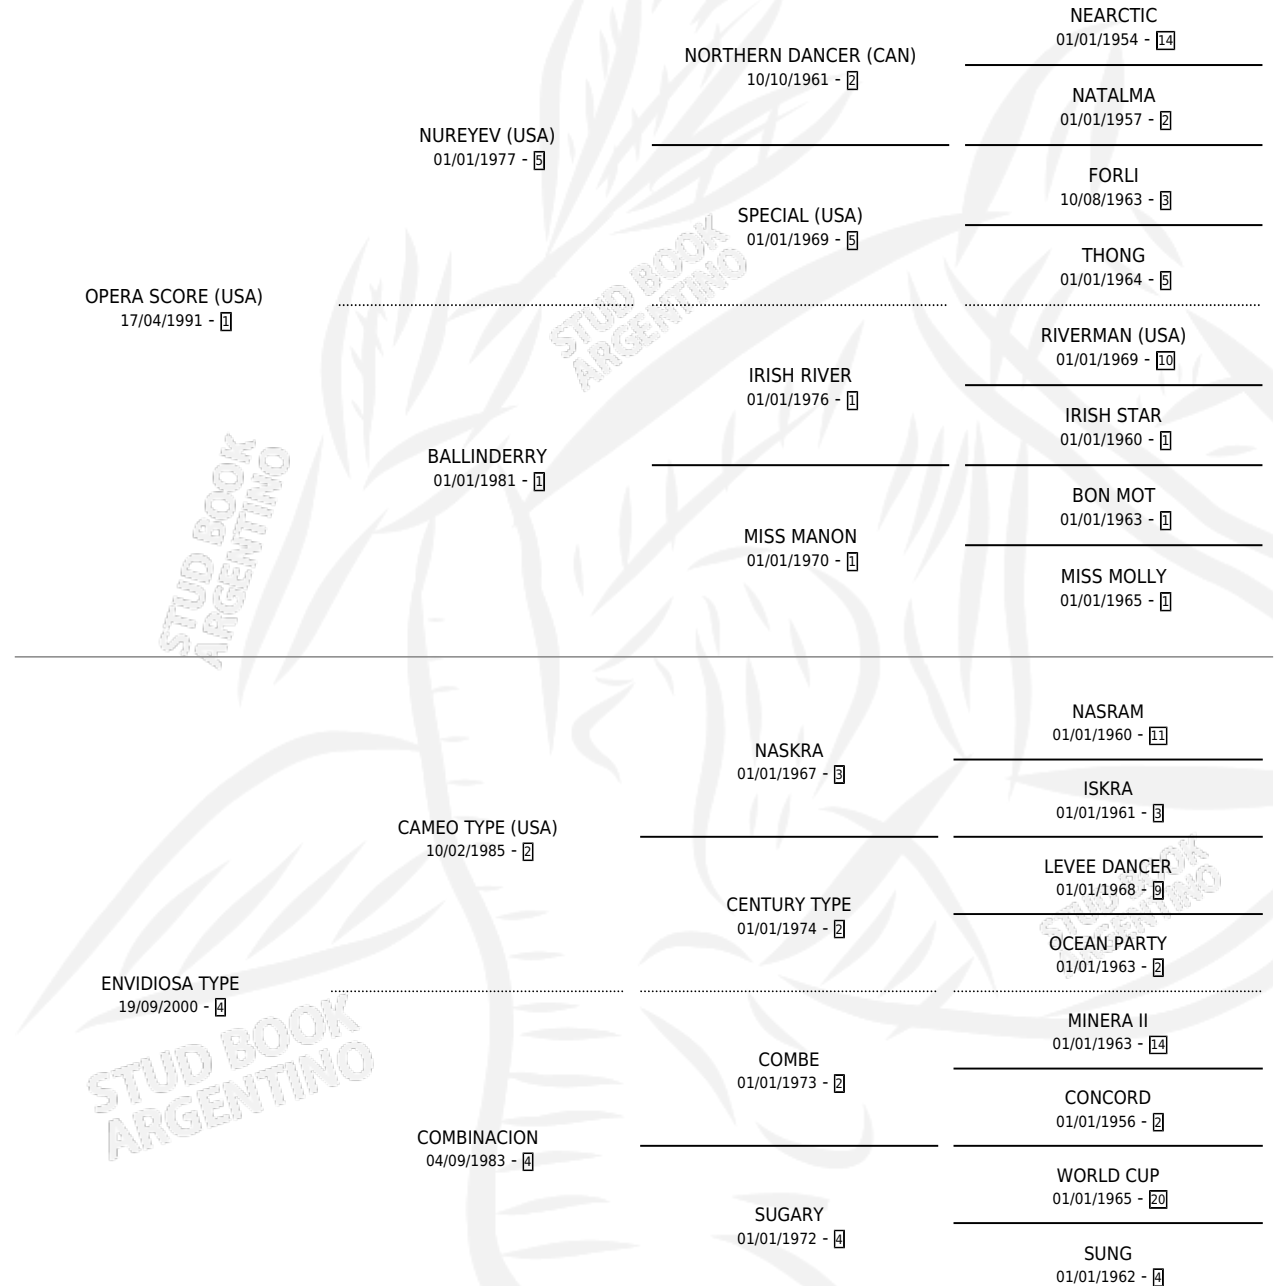 NEARCTIC
01/01/1954 - 14
NORTHERN DANCER (CAN)
10/10/1961 - 2
NATALMA
01/01/1957 - 2
NUREYEV (USA)
01/01/1977 - 5
FORLI
10/08/1963 - 3
SPECIAL (USA)
01/01/1969 - 5
THONG
01/01/1964 - 5
OPERA SCORE (USA)
17/04/1991 - 1
RIVERMAN (USA)
01/01/1969 - 10
IRISH RIVER
01/01/1976 - 1
IRISH STAR
01/01/1960 - 1
BALLINDERRY
01/01/1981 - 1
BON MOT
01/01/1963 - 1
MISS MANON
01/01/1970 - 1
MISS MOLLY
01/01/1965 - 1
STUD BOOK
ARGENTINO
STUD BOOK
ARGENTINO
NASRAM
01/01/1960 - 11
NASKRA
01/01/1967 - 3
ISKRA
01/01/1961 - 3
CAMEO TYPE (USA)
10/02/1985 - 2
LEVEE DANCER
01/01/1968 - 9
CENTURY TYPE
01/01/1974 - 2
OCEAN PARTY
01/01/1963 - 2
STUD BOOK
ARGENTINO
ENVIDIOSA TYPE
19/09/2000 - 4
MINERA II
01/01/1963 - 14
COMBE
01/01/1973 - 2
CONCORD
01/01/1956 - 2
COMBINACION
04/09/1983 - 4
WORLD CUP
01/01/1965 - 20
SUGARY
01/01/1972 - 4
SUNG
01/01/1962 - 4
STUD BOOK
ARGENTINO